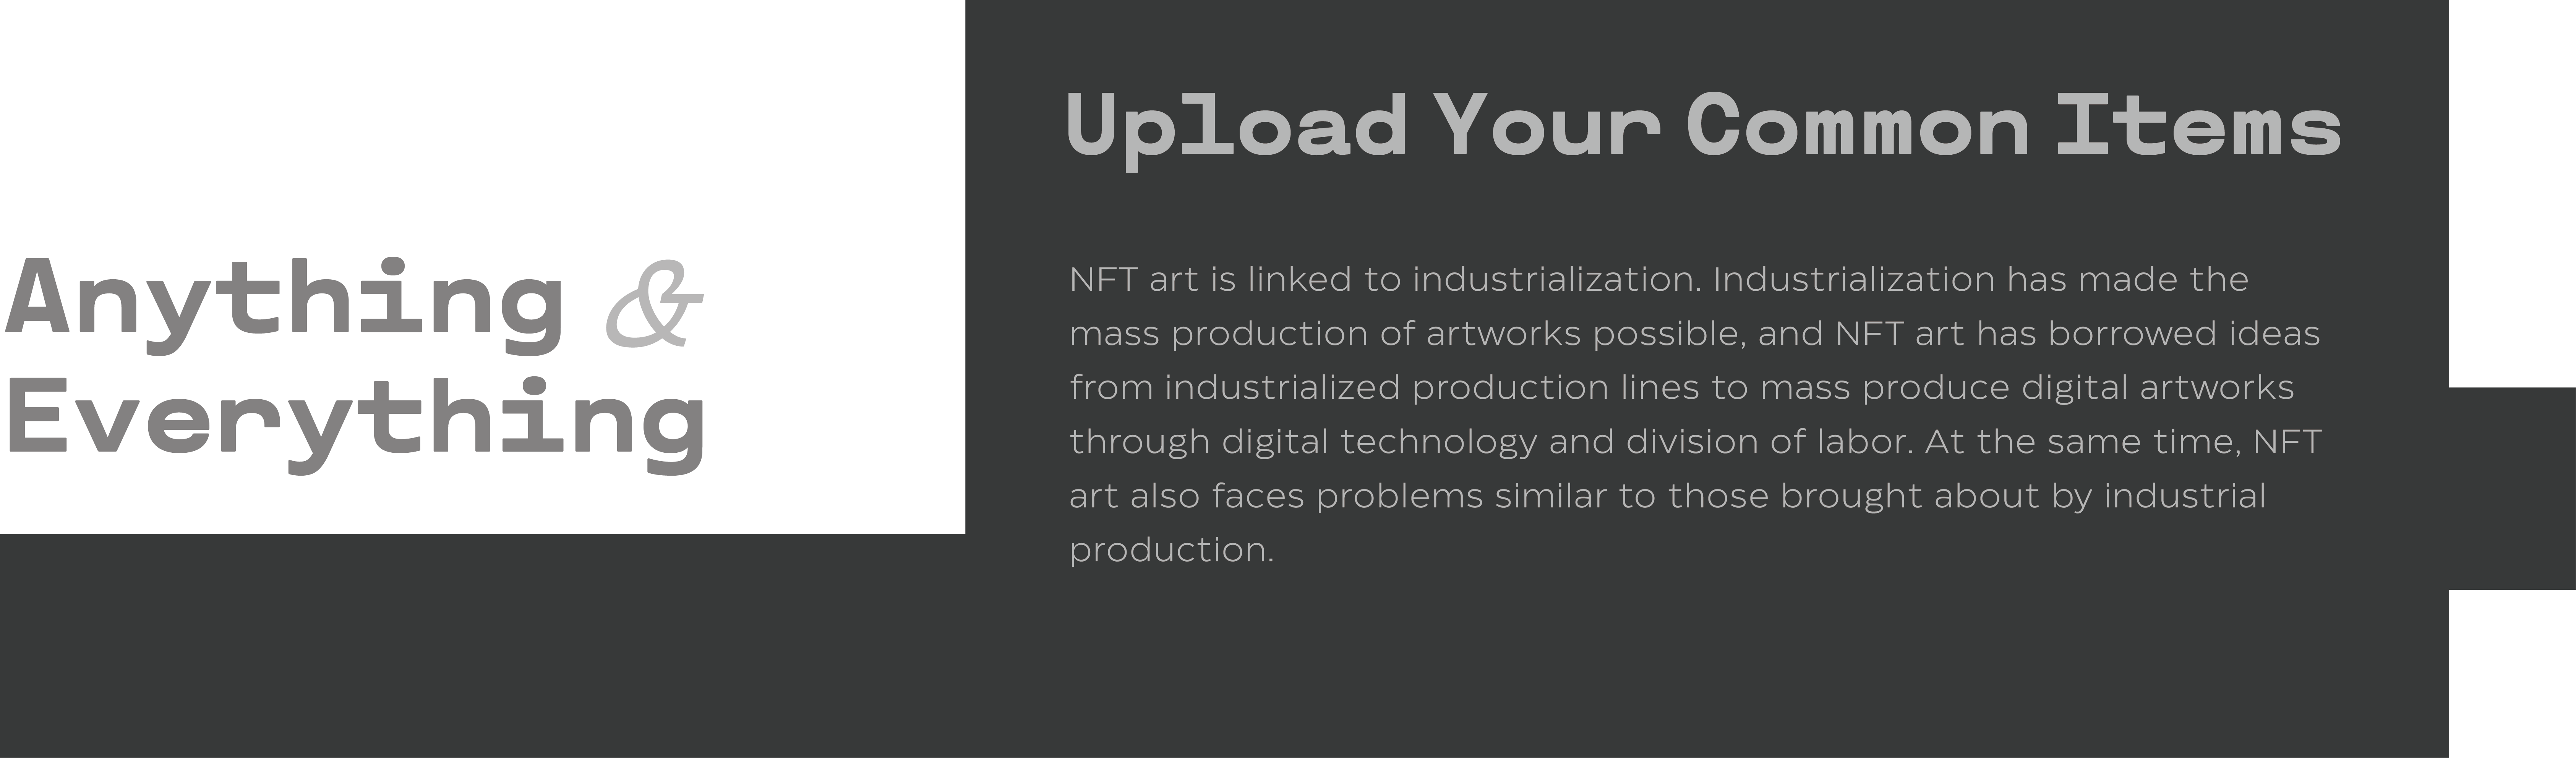 Anything &
Everything
Upload Your Common Items
NFT art is linked to industrialization. Industrialization has made the
mass production of artworks possible, and NFT art has borrowed ideas
from industrialized production lines to mass produce digital artworks
through digital technology and division of labor. At the same time, NFT
art also faces problems similar to those brought about by industrial
production.